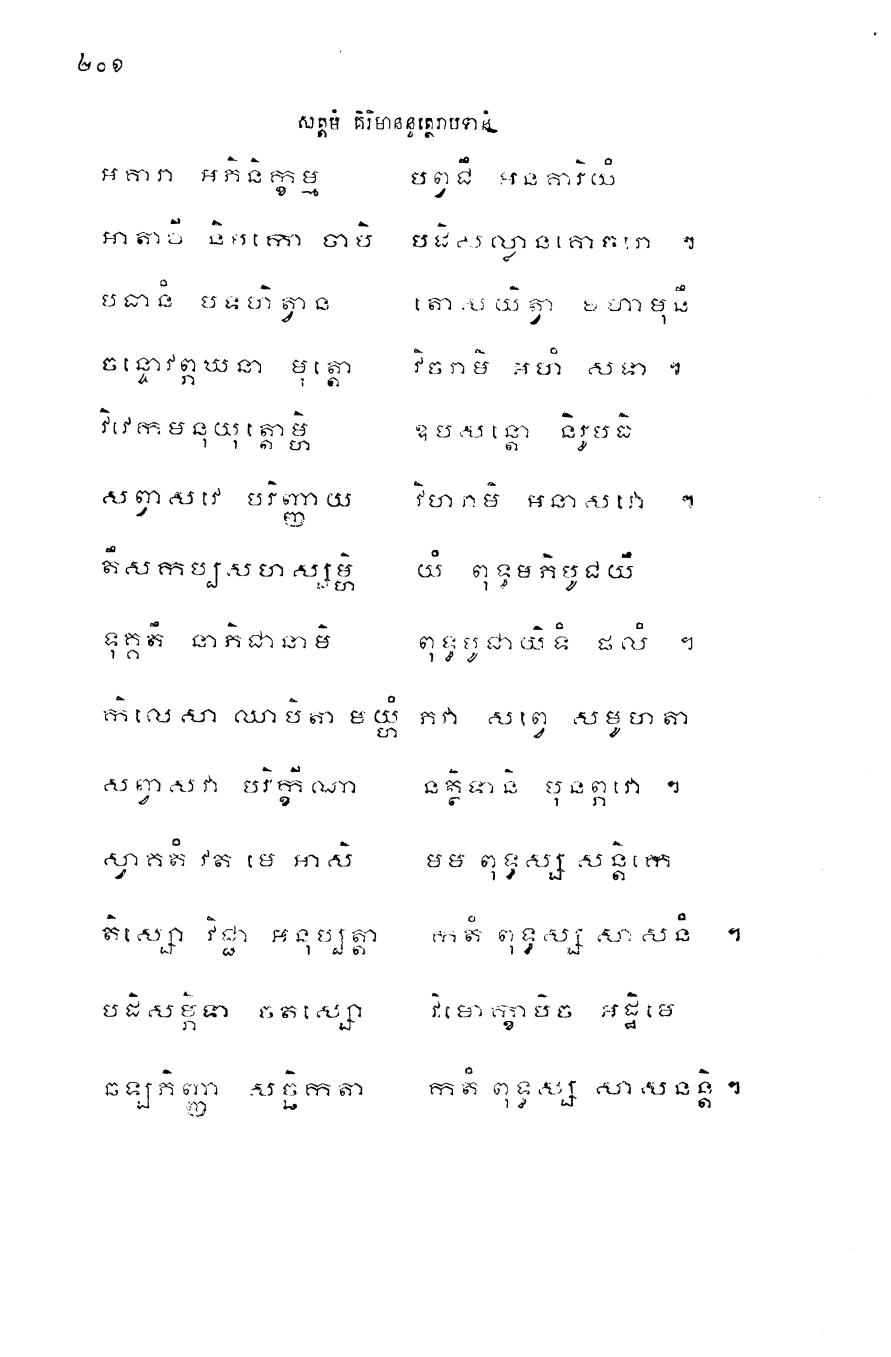 ២០១
សត្តមំ គិរិមាននូត្ថេរាបទានំ
អគារា អភិនិក្ខម្ម បព្វជឹ អនគារិយំ
អាតាបី និបកោ ចាបិ បដិសល្លានគោចរោ ។
បធានំ បទហិត្វាន តោសយិត្វា មហាមុនឹ
ចន្ទោវព្ភឃនា មុត្តោ វិចរាមិ អហំ សទា ។
វិវេកមនុយុត្តោម្ហិ ឧបសន្តោ និរូបធិ
សព្វាសវេ បរិញ្ញាយ វិហរាមិ អនាសវោ ។
តឹសកប្បសហស្សម្ហិ យំ ពុទ្ធមភិបូជយឹ
ទុគ្គតឹ នាភិជានាមិ ពុទ្ធបូជាយិទំ ផលំ ។
កិលេសា ឈាបិតា មយ្ហំ ភវា សព្វេ សមូហតា
សព្វាសវា បរិក្ខីណា នត្ថិទានិ បុនព្ភវោ ។
ស្វាគតំ វត មេ អាសិ មម ពុទ្ធស្ស សន្តិកេ
តិស្សោ វិជ្ជា អនុប្បត្តា កតំ ពុទ្ធស្ស សាសនំ ។
បដិសម្ភិទា ចតស្សោ វិមោក្ខាបិច អដ្ឋិមេ
ឆឡភិញ្ញា សច្ឆិកតា កតំ ពុទ្ធស្ស សាសនន្តិ ។